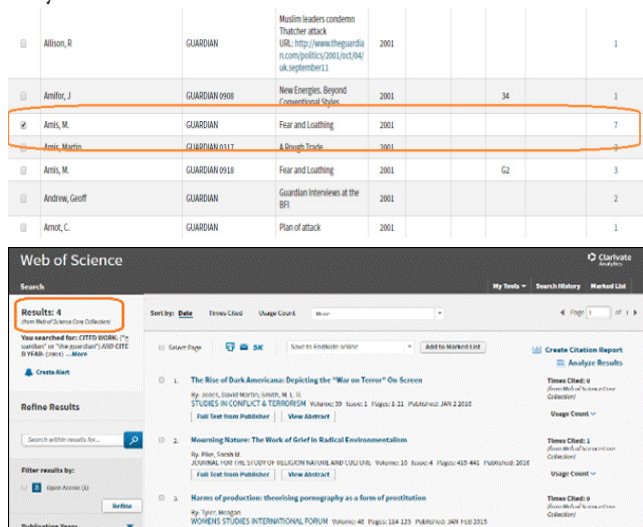 Muslim leaders condemn
Thatcher attack
Allison, R GUARDIAN URL: http://www.theguardia 2001 1
n.com/politics/2001/oct/04/
uk.september11
Amifor, J GUARDIAN 0908 New Energies. Beyond 2001 34 1
Conventional Styles
Amis, M. GUARDIAN Fear and Loathing 2001 7
Amis, Martin GUARDIAN 0317 A Rough Trade 2001
Amis, M. GUARDIAN 0918 Fear and Loathing 2001 G2 3
Andrew, Geoff GUARDIAN Guardian Interviews at the 2001 2
BFI
Arnot, C. GUARDIAN Plan of attack 2001 1
Web of Science Clarivate
Analytics
Search My Tools Search History Marked List
Results: 4 Sort by: Date Times Cited Usage Count More Page 1 of 1
(from Web of Science Core Collection)
You searched for: CITED WORK: ("g
uardian" or "the guardian") AND CITE
D YEAR: (2001) ...More
Select Page 5K Save to EndNote online Add to Marked List
Create Citation Report
Analyze Results
Create Alert
Refine Results
Search within results for...
Filter results by:
Open Access (1)
Refine
Publication Years
1. The Rise of Dark Americana: Depicting the "War on Terror" On Screen
By: Jones, David Martin; Smith, M. L. R.
STUDIES IN CONFLICT & TERRORISM Volume: 39 Issue: 1 Pages: 1-21 Published: JAN 2 2016
Full Text from Publisher View Abstract
Times Cited: 0
(from Web of Science Core
Collection)
Usage Count
2. Mourning Nature: The Work of Grief in Radical Environmentalism
By: Pike, Sarah M.
JOURNAL FOR THE STUDY OF RELIGION NATURE AND CULTURE Volume: 10 Issue: 4 Pages: 419-441 Published: 2016
Full Text from Publisher View Abstract
Times Cited: 1
(from Web of Science Core
Collection)
Usage Count
3. Harms of production: theorising pornography as a form of prostitution
By: Tyler, Meagan
WOMENS STUDIES INTERNATIONAL FORUM Volume: 48 Pages: 114-123 Published: JAN-FEB 2015
Times Cited: 0
(from Web of Science Core
Collection)